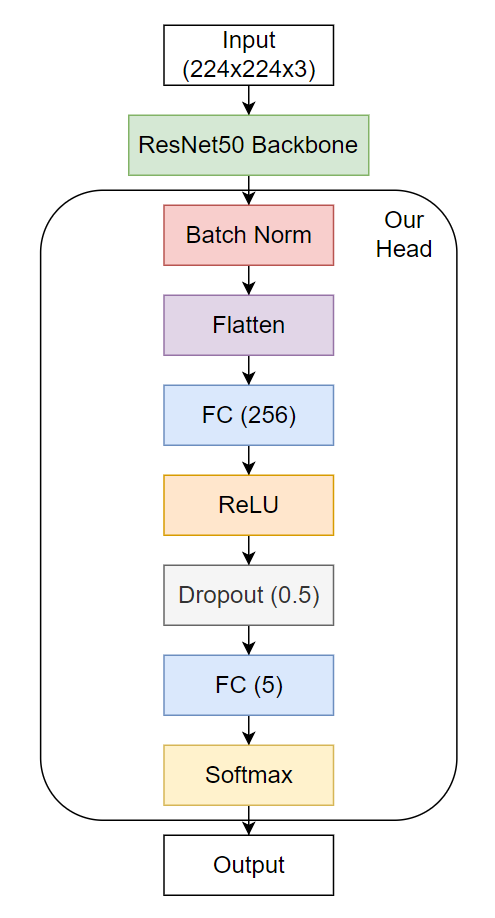 Input
(224x224x3)
ResNet50 Backbone
Our
Head
Batch Norm
Flatten
FC (256)
ReLU
Dropout (0.5)
FC (5)
Softmax
Output